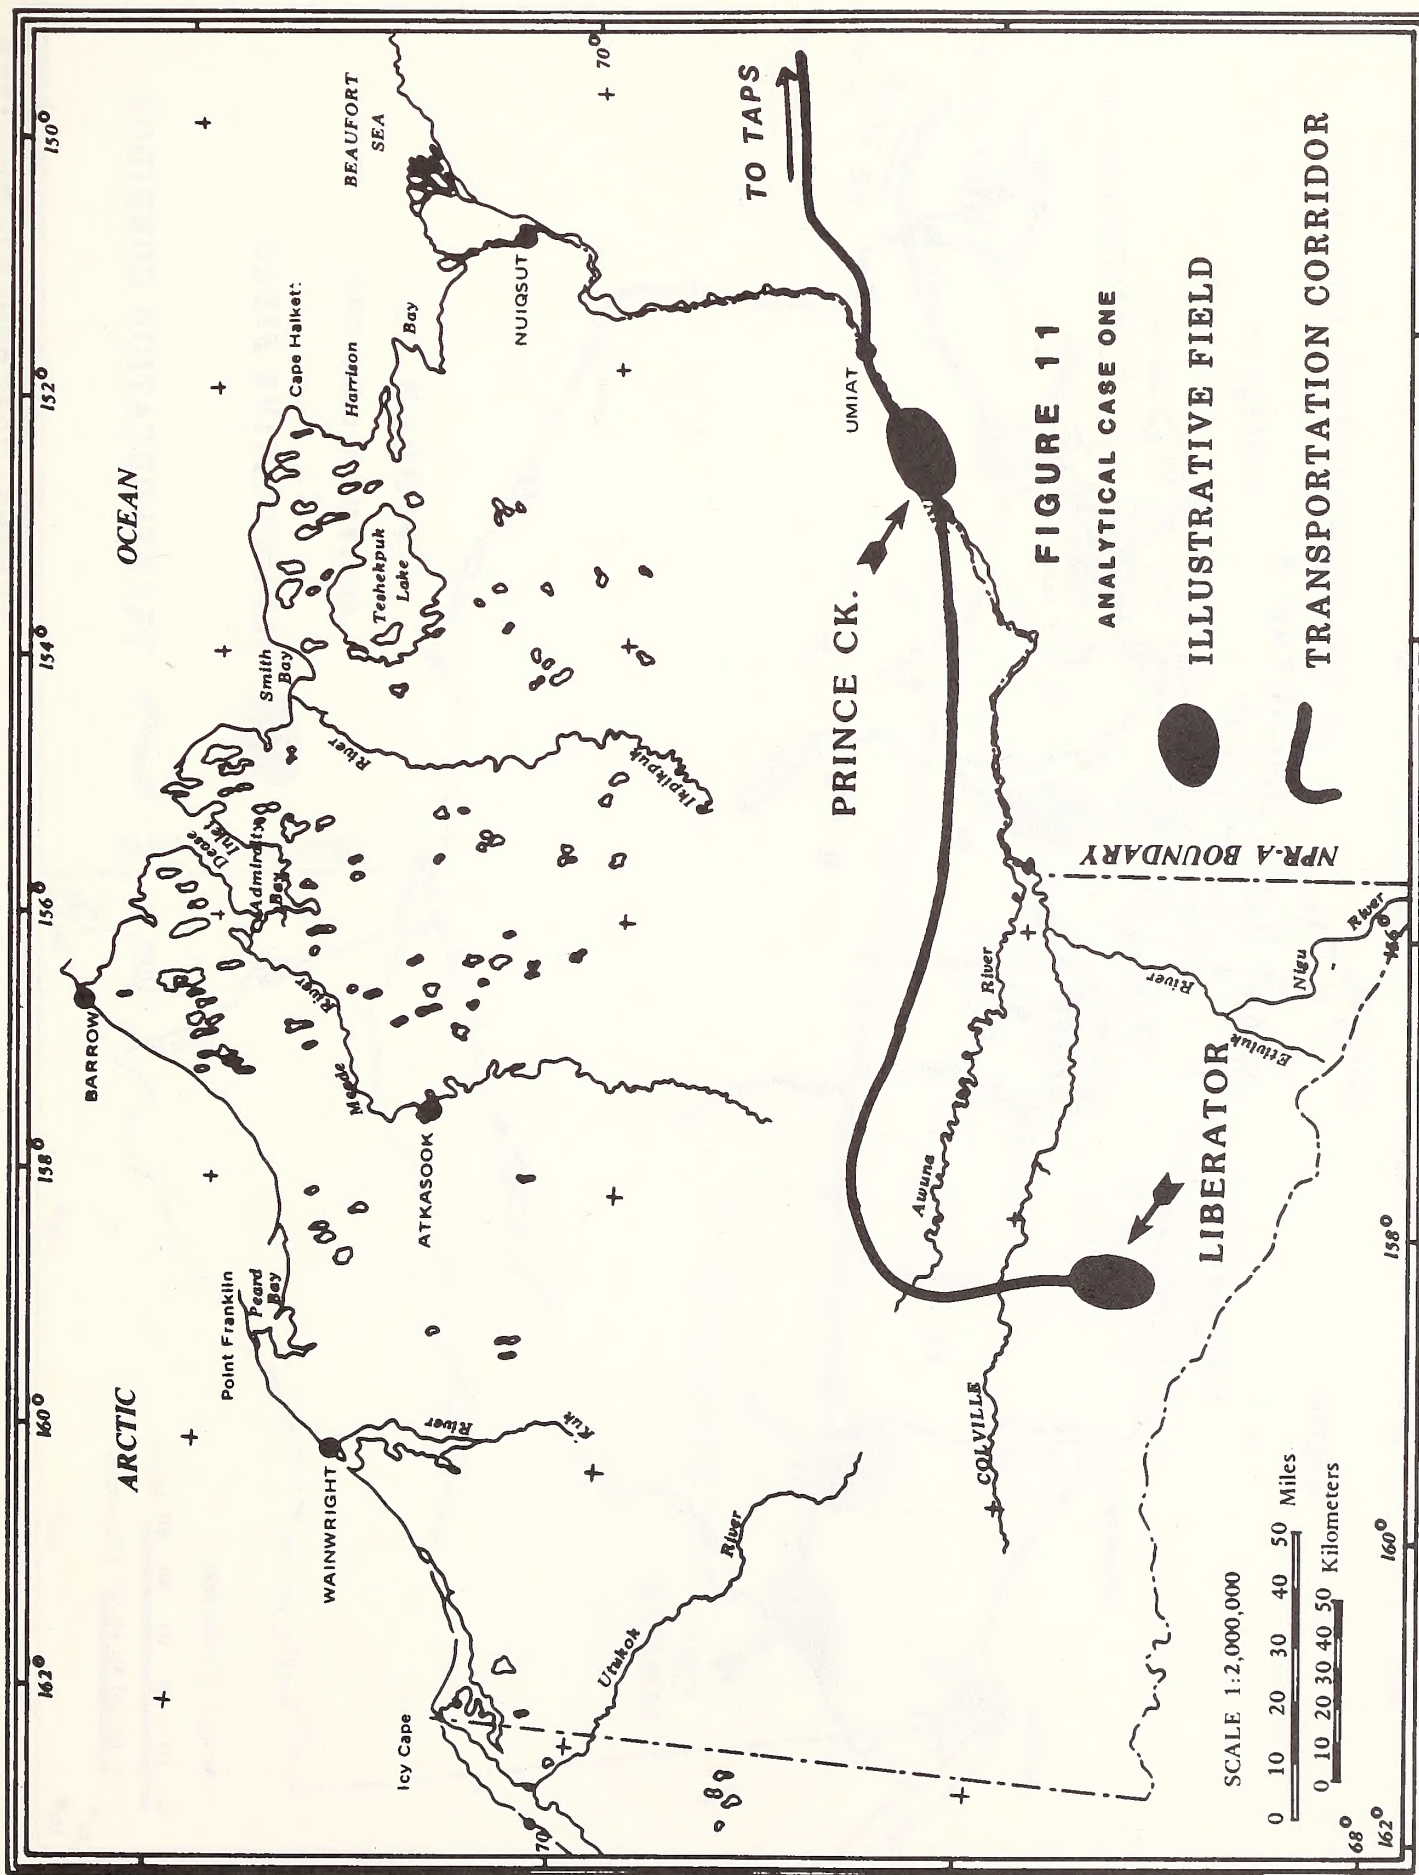 162°
160°
158°
156°
154°
152°
150°
ARCTIC
OCEAN
BEAUFORT
SEA
BARROW
Point Franklin
Peard
Bay
WAINWRIGHT
Icy Cape
Dease
Inlet
Admiralty
Bay
Smith
Bay
Cape Halkett
Harrison
Bay
Teshekpuk
Lake
NUIQSUT
Meade
River
ATKASOOK
River
Ikpikpuk
River
Kuk
Utukok
River
70°
70
TO TAPS
UMIAT
PRINCE CK.
Awuna
River
COLVILLE
LIBERATOR
River
Etivluk
Nigu
River
NPR-A BOUNDARY
FIGURE 11
ANALYTICAL CASE ONE
ILLUSTRATIVE FIELD
TRANSPORTATION CORRIDOR
SCALE 1:2,000,000
0 10 20 30 40 50 Miles
0 10 20 30 40 50 Kilometers
68°
162°
160°
158°